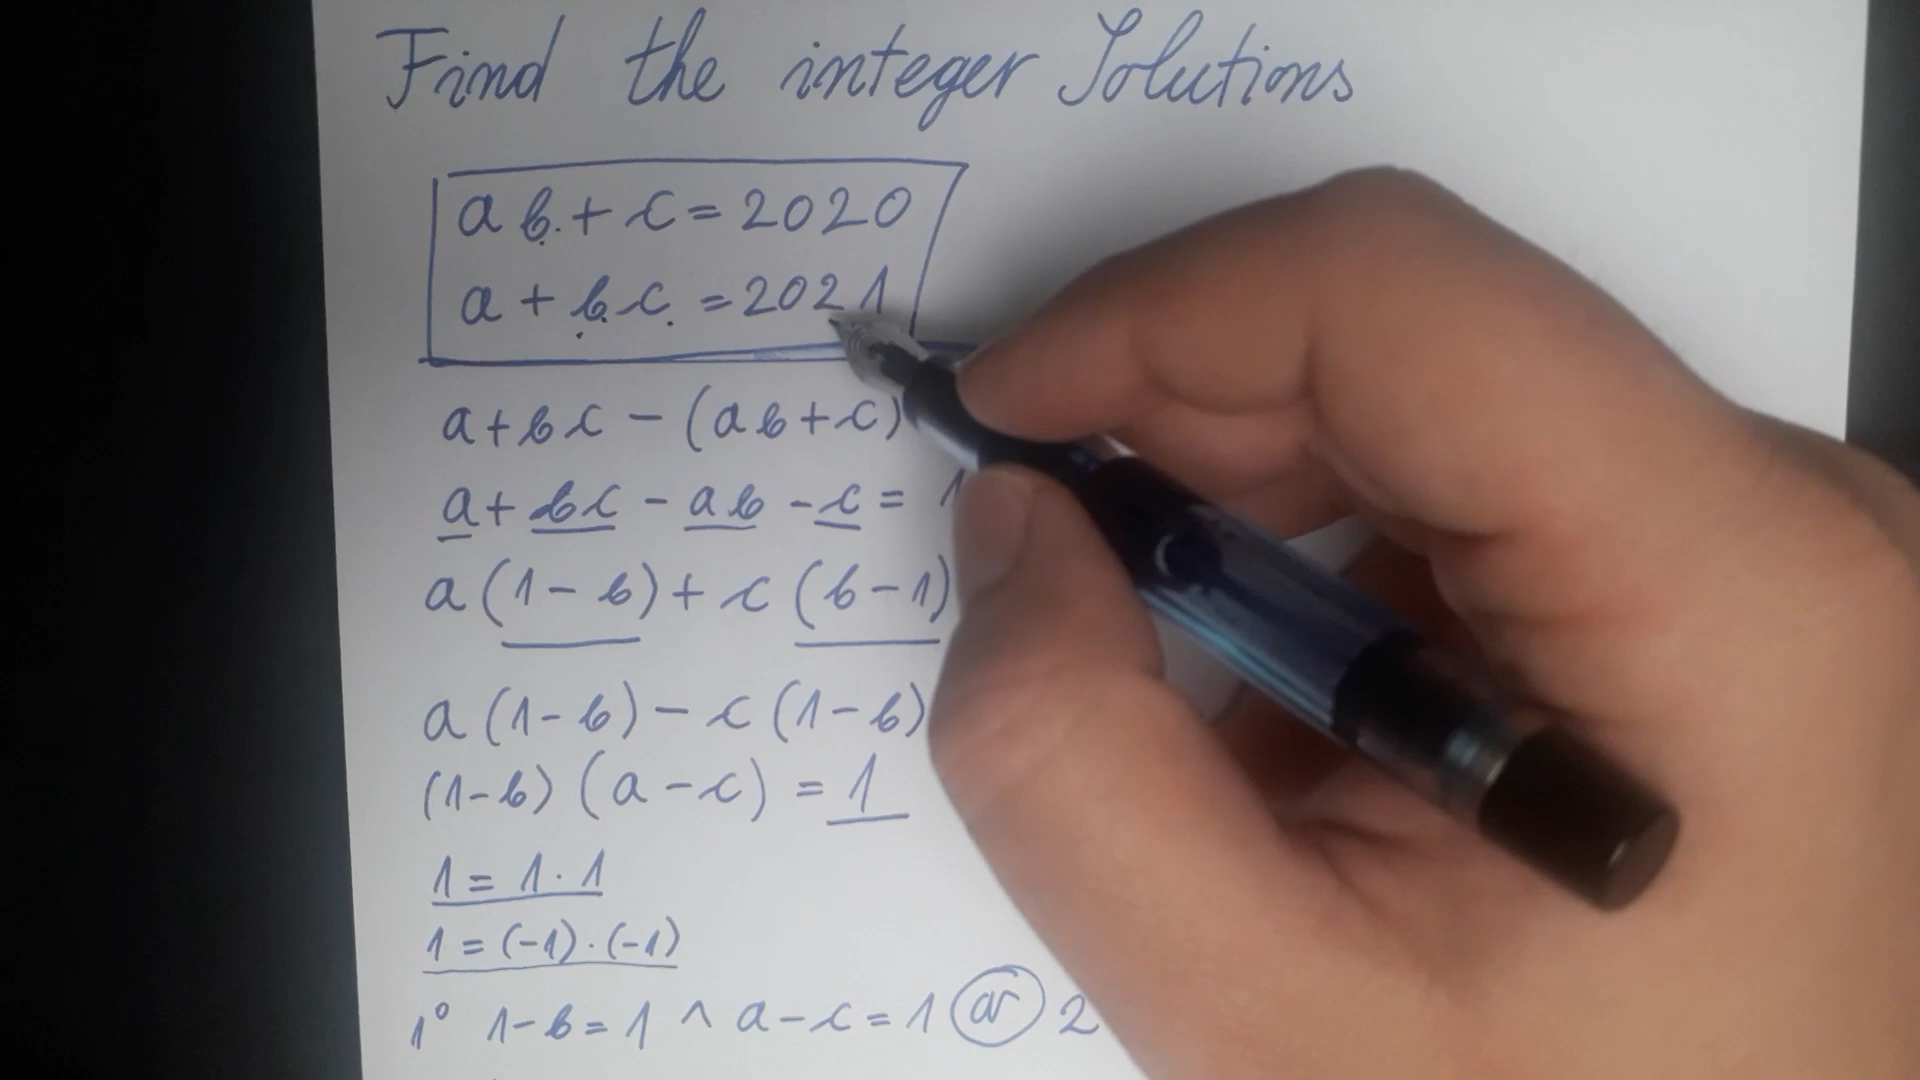 Find the integer Solutions
ab + c = 2020
a + bc = 2021
a+bc - (ab+c)
a + bc - ab - c = 1
a (1-b) + c (b-1)
a (1-b) - c (1-b)
(1-b) (a-c) = 1
1 = 1·1
1 = (-1)·(-1)
1° 1-b=1 ∧ a-c=1 or 2